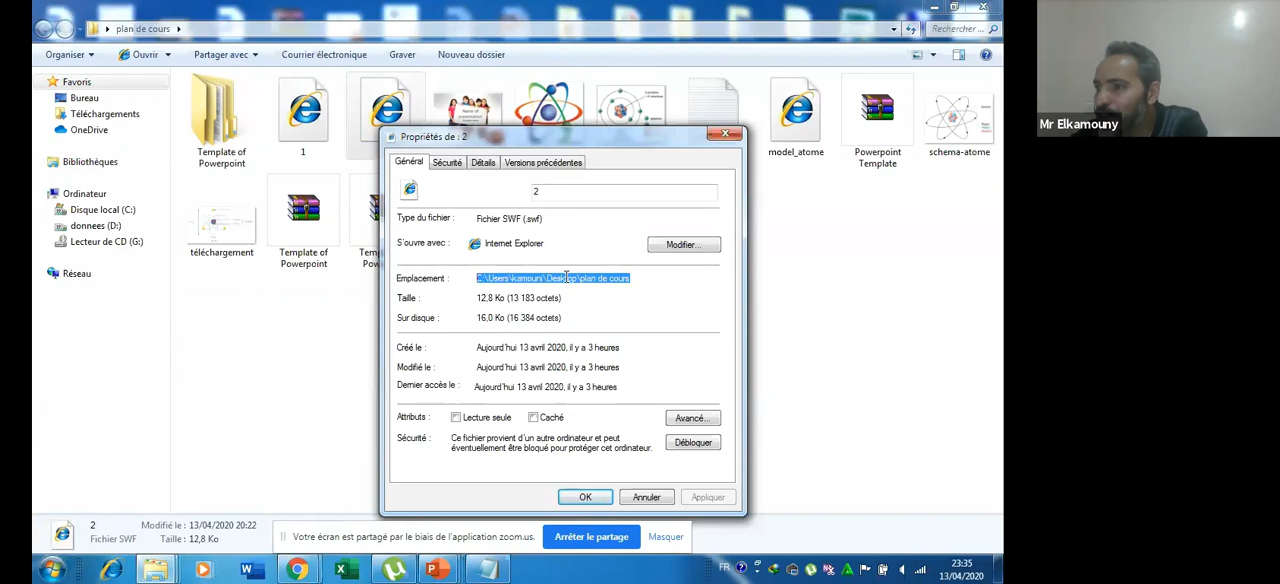 plan de cours
Rechercher ...
Organiser
Ouvrir
Partager avec
Courrier électronique
Graver
Nouveau dossier
Favoris
Bureau
Téléchargements
OneDrive
Bibliothèques
Ordinateur
Disque local (C:)
donnees (D:)
Lecteur de CD (G:)
Réseau
Template of
Powerpoint
1
model_atome
Powerpoint
Template
schema-atome
téléchargement
Template of
Powerpoint
Propriétés de : 2
Général
Sécurité
Détails
Versions précédentes
2
Type du fichier :
Fichier SWF (.swf)
S'ouvre avec :
Internet Explorer
Modifier...
Emplacement :
C:\Users\kamouni\Desktop\plan de cours
Taille :
12,8 Ko (13 183 octets)
Sur disque :
16,0 Ko (16 384 octets)
Créé le :
Aujourd'hui 13 avril 2020, il y a 3 heures
Modifié le :
Aujourd'hui 13 avril 2020, il y a 3 heures
Dernier accès le :
Aujourd'hui 13 avril 2020, il y a 3 heures
Attributs :
Lecture seule
Caché
Avancé...
Sécurité :
Ce fichier provient d'un autre ordinateur et peut
éventuellement être bloqué pour protéger cet ordinateur.
Débloquer
OK
Annuler
Appliquer
2
Modifié le : 13/04/2020 20:22
Fichier SWF
Taille : 12,8 Ko
Votre écran est partagé par le biais de l'application zoom.us.
Arrêter le partage
Masquer
FR
23:35
13/04/2020
Mr Elkamouny